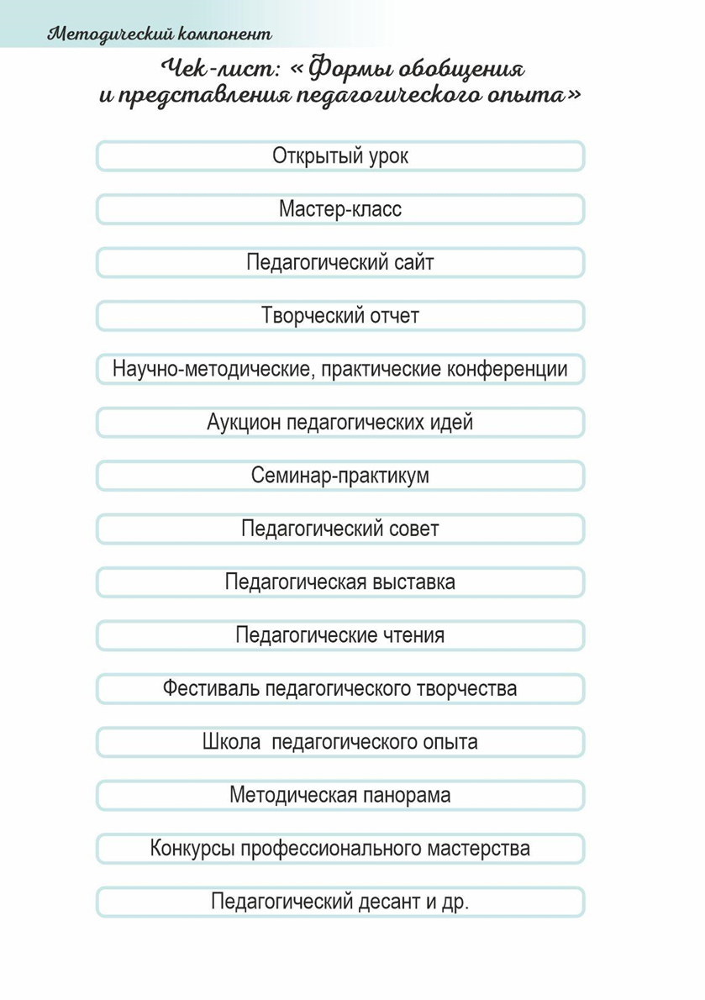 Методический компонент
Чек-лист: «Формы обобщения
и представления педагогического опыта»
Открытый урок
Мастер-класс
Педагогический сайт
Творческий отчет
Научно-методические, практические конференции
Аукцион педагогических идей
Семинар-практикум
Педагогический совет
Педагогическая выставка
Педагогические чтения
Фестиваль педагогического творчества
Школа  педагогического опыта
Методическая панорама
Конкурсы профессионального мастерства
Педагогический десант и др.